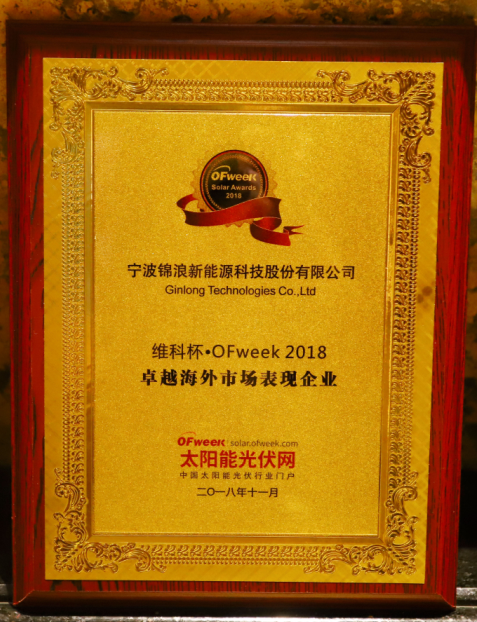 OFweek
Solar Awards
2018
宁波锦浪新能源科技股份有限公司
Ginlong Technologies Co.,Ltd
维科杯•OFweek 2018
卓越海外市场表现企业
OFweek solar.ofweek.com
太阳能光伏网
中国太阳能光伏行业门户
二〇一八年十一月